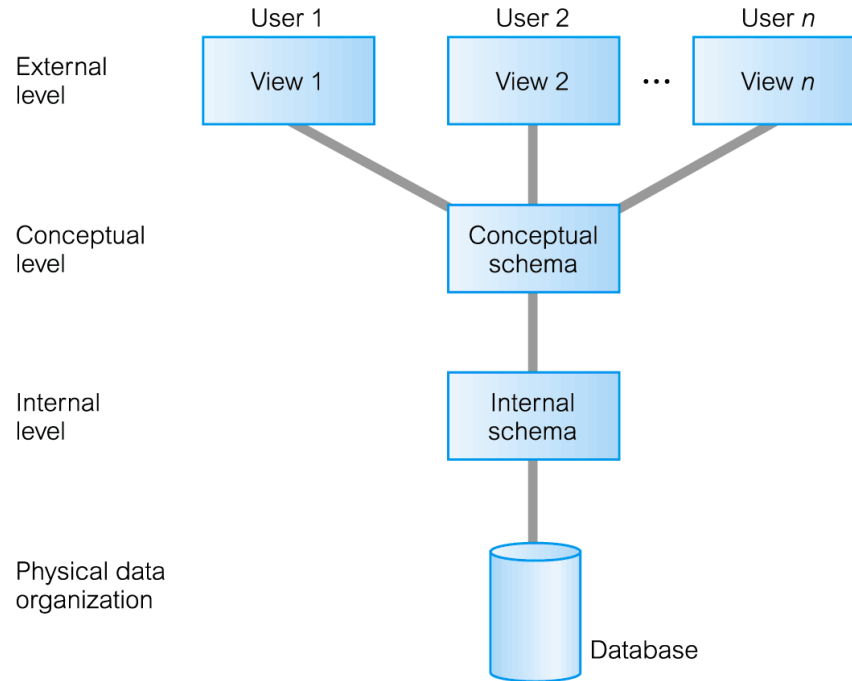 User 1
User 2
User n
External
level
View 1
View 2
...
View n
Conceptual
level
Conceptual
schema
Internal
level
Internal
schema
Physical data
organization
Database